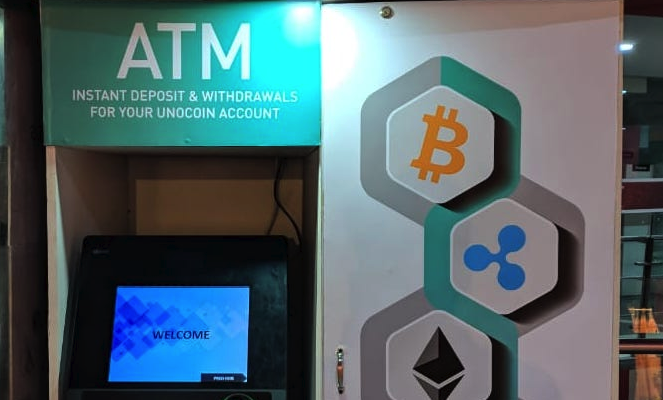 ATM
INSTANT DEPOSIT & WITHDRAWALS
FOR YOUR UNOCOIN ACCOUNT
WELCOME